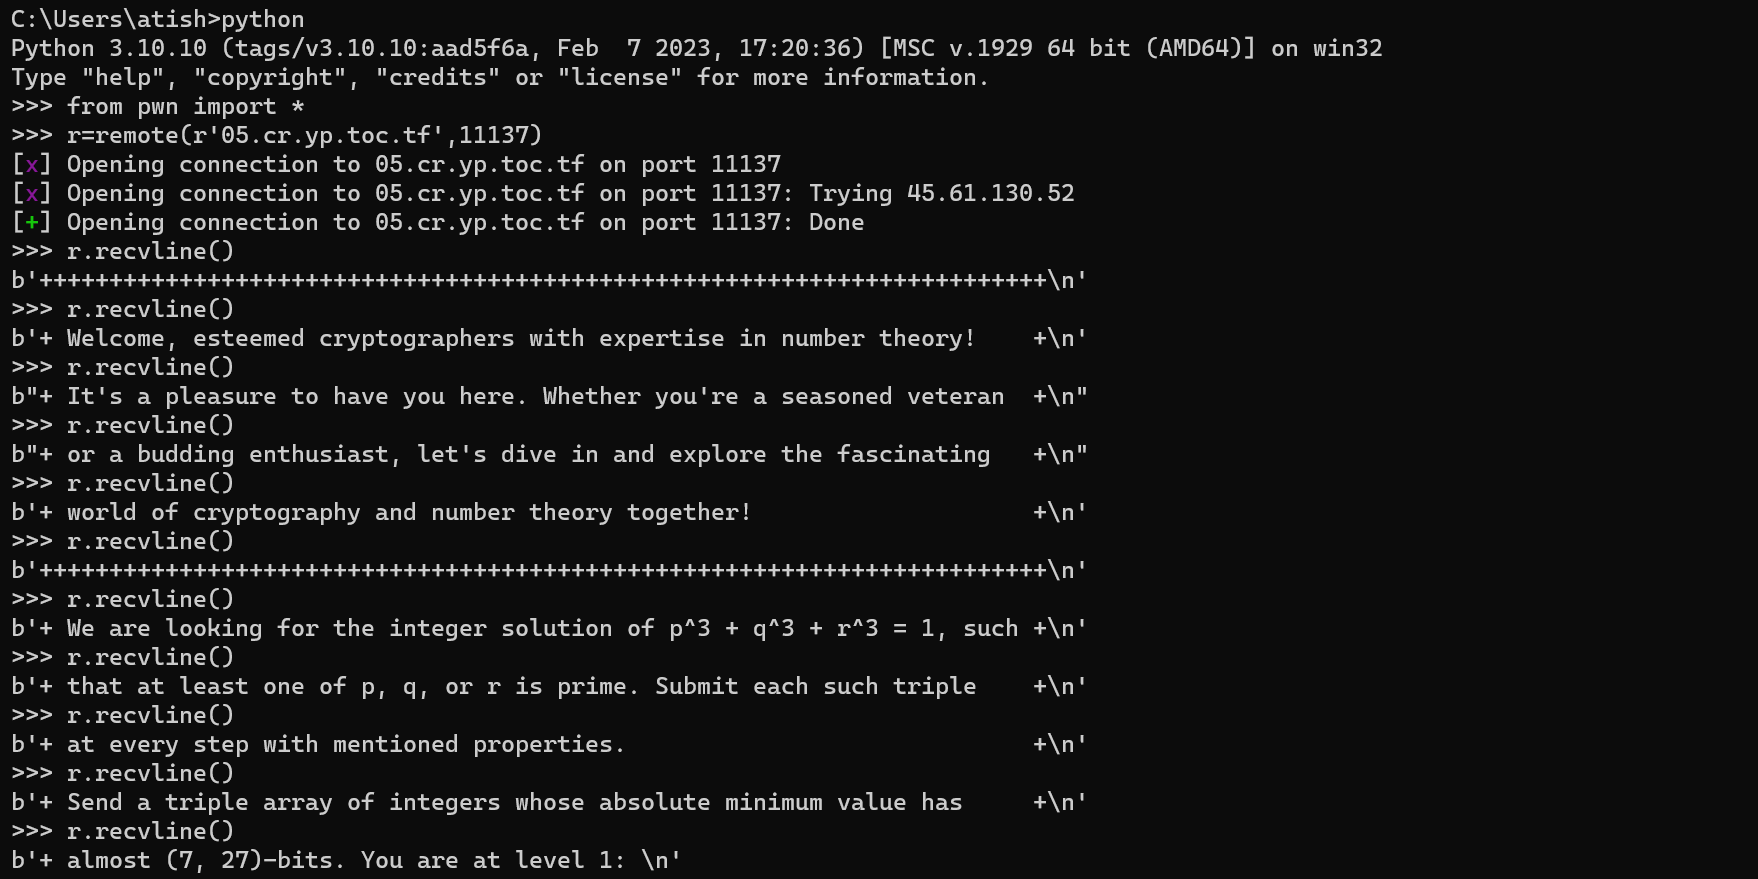 C:\Users\atish>python
Python 3.10.10 (tags/v3.10.10:aad5f6a, Feb  7 2023, 17:20:36) [MSC v.1929 64 bit (AMD64)] on win32
Type "help", "copyright", "credits" or "license" for more information.
>>> from pwn import *
>>> r=remote(r'05.cr.yp.toc.tf',11137)
[x] Opening connection to 05.cr.yp.toc.tf on port 11137
[x] Opening connection to 05.cr.yp.toc.tf on port 11137: Trying 45.61.130.52
[+] Opening connection to 05.cr.yp.toc.tf on port 11137: Done
>>> r.recvline()
b'++++++++++++++++++++++++++++++++++++++++++++++++++++++++++++++++++++++++\n'
>>> r.recvline()
b'+ Welcome, esteemed cryptographers with expertise in number theory!    +\n'
>>> r.recvline()
b"+ It's a pleasure to have you here. Whether you're a seasoned veteran  +\n"
>>> r.recvline()
b"+ or a budding enthusiast, let's dive in and explore the fascinating   +\n"
>>> r.recvline()
b'+ world of cryptography and number theory together!                    +\n'
>>> r.recvline()
b'++++++++++++++++++++++++++++++++++++++++++++++++++++++++++++++++++++++++\n'
>>> r.recvline()
b'+ We are looking for the integer solution of p^3 + q^3 + r^3 = 1, such +\n'
>>> r.recvline()
b'+ that at least one of p, q, or r is prime. Submit each such triple    +\n'
>>> r.recvline()
b'+ at every step with mentioned properties.                             +\n'
>>> r.recvline()
b'+ Send a triple array of integers whose absolute minimum value has     +\n'
>>> r.recvline()
b'+ almost (7, 27)-bits. You are at level 1: \n'